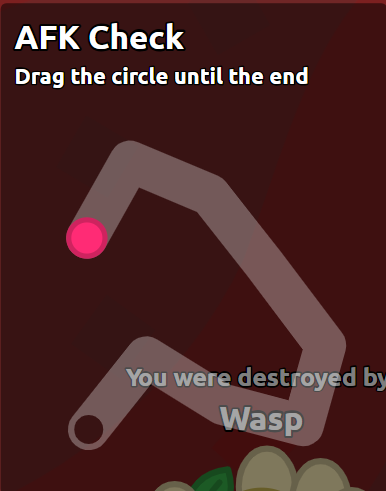 AFK Check
Drag the circle until the end
You were destroyed by
Wasp